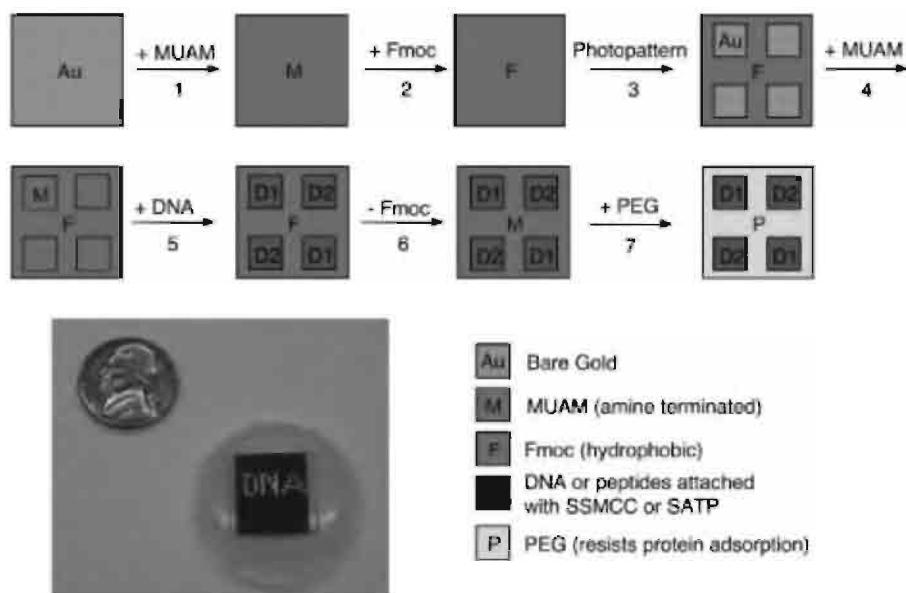 Au
+ MUAM
1
M
+ Fmoc
2
F
Photopattern
3
Au
F
+ MUAM
4
M
F
+ DNA
5
D1 D2
F
D2 D1
- Fmoc
6
D1 D2
M
D2 D1
+ PEG
7
D1 D2
P
D2 D1
DNA
Au Bare Gold
M MUAM (amine terminated)
F Fmoc (hydrophobic)
DNA or peptides attached
with SSMCC or SATP
P PEG (resists protein adsorption)